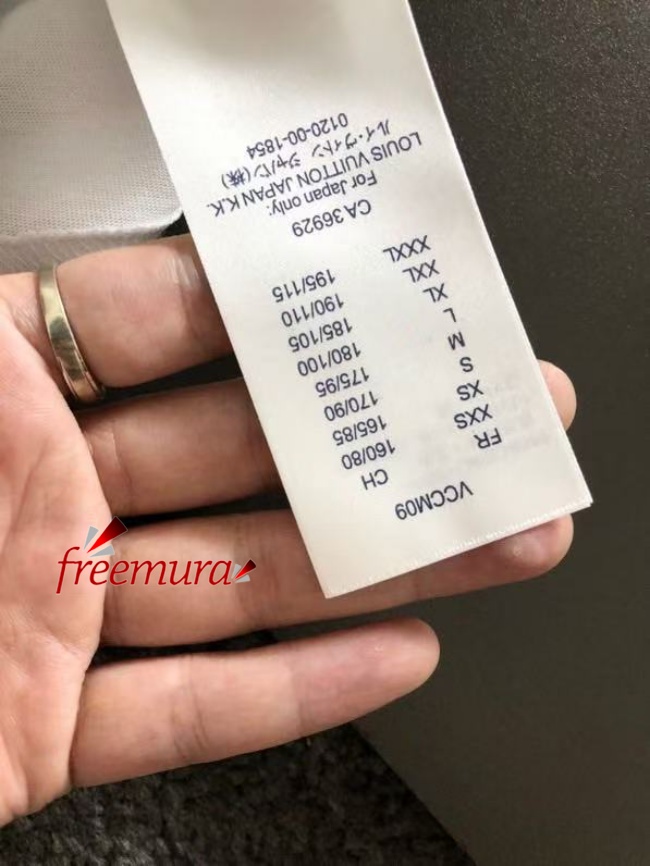 VCCM09
FR CH
XXS 160/80
XS 165/85
S 170/90
M 175/95
L 180/100
XL 185/105
XXL 190/110
XXXL 195/115
CA 36929
For Japan only:
LOUIS VUITTON JAPAN K.K.
ルイ・ヴィトン ジャパン(株)
0120-00-1854
freemura